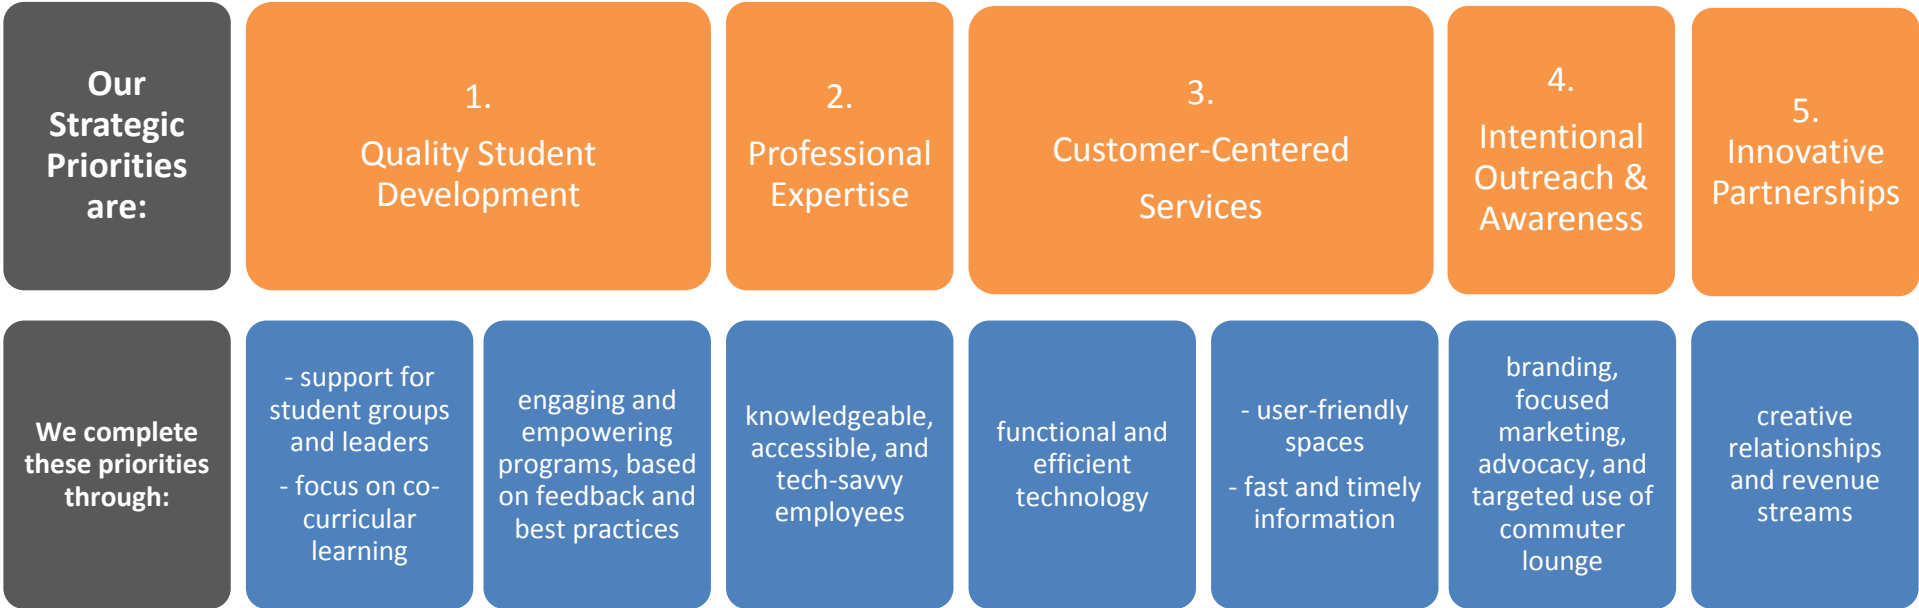 Our
Strategic
Priorities
are:
1.
Quality Student
Development
2.
Professional
Expertise
3.
Customer-Centered
Services
4.
Intentional
Outreach &
Awareness
5.
Innovative
Partnerships
We complete
these priorities
through:
- support for
student groups
and leaders
- focus on co-
curricular
learning
engaging and
empowering
programs, based
on feedback and
best practices
knowledgeable,
accessible, and
tech-savvy
employees
functional and
efficient
technology
- user-friendly
spaces
- fast and timely
information
branding,
focused
marketing,
advocacy, and
targeted use of
commuter
lounge
creative
relationships
and revenue
streams